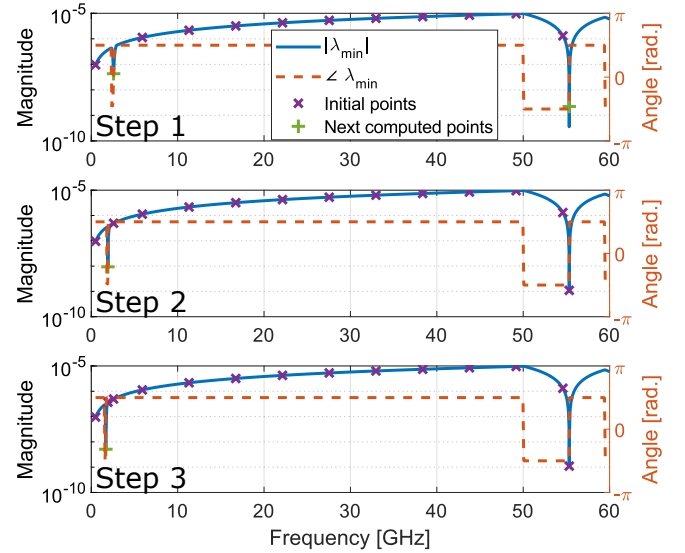 10⁻⁵
π
Magnitude
|λmin|
∠ λmin
Initial points
Next computed points
0
Angle [rad.]
Step 1
10⁻¹⁰
-π
0 10 20 30 40 50 60
10⁻⁵
π
Magnitude
0
Angle [rad.]
Step 2
10⁻¹⁰
-π
0 10 20 30 40 50 60
10⁻⁵
π
Magnitude
0
Angle [rad.]
Step 3
10⁻¹⁰
-π
0 10 20 30 40 50 60
Frequency [GHz]